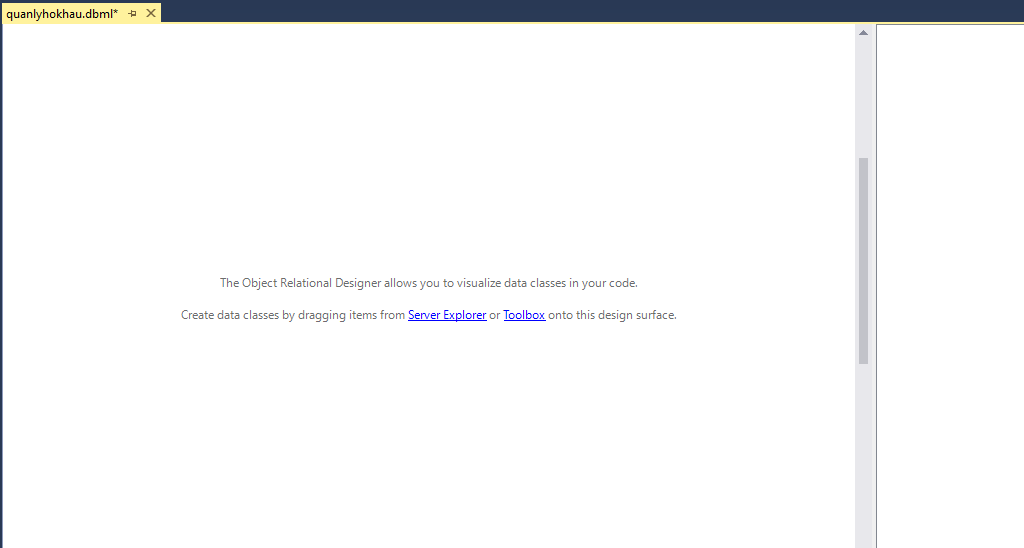 quanlyhokhau.dbml*
The Object Relational Designer allows you to visualize data classes in your code.
Create data classes by dragging items from Server Explorer or Toolbox onto this design surface.